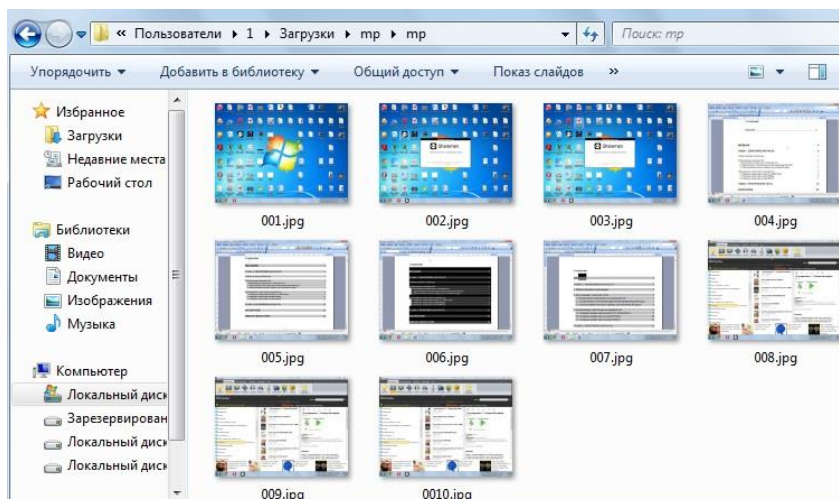 « Пользователи ▸ 1 ▸ Загрузки ▸ mp ▸ mp
Поиск: mp
Упорядочить ▼ Добавить в библиотеку ▼ Общий доступ ▼ Показ слайдов »
Избранное
Загрузки
Недавние места
Рабочий стол
Библиотеки
Видео
Документы
Изображения
Музыка
Компьютер
Локальный диск
Зарезервирован
Локальный диск
Локальный диск
001.jpg 002.jpg 003.jpg 004.jpg
005.jpg 006.jpg 007.jpg 008.jpg
009.jpg 0010.jpg